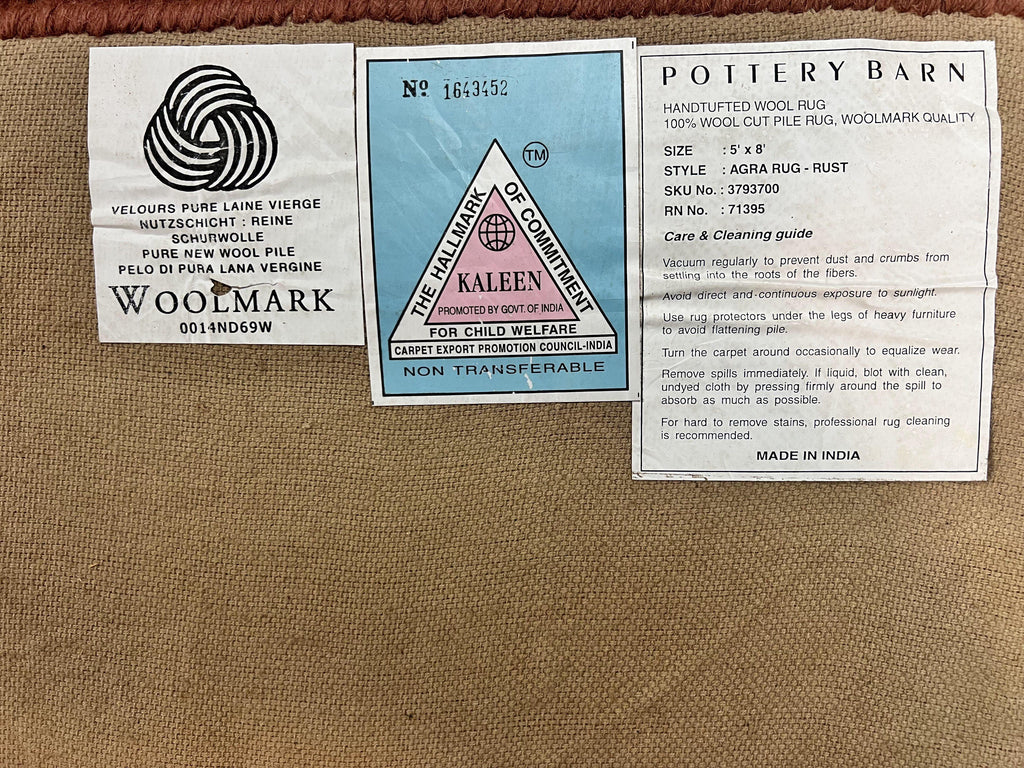 VELOURS PURE LAINE VIERGE
NUTZSCHICHT : REINE
SCHURWOLLE
PURE NEW WOOL PILE
PELO DI PURA LANA VERGINE
WOOLMARK
0014ND69W
Nº 1643452
TM
THE HALLMARK OF COMMITMENT
KALEEN
PROMOTED BY GOVT. OF INDIA
FOR CHILD WELFARE
CARPET EXPORT PROMOTION COUNCIL-INDIA
NON TRANSFERABLE
POTTERY BARN
HANDTUFTED WOOL RUG
100% WOOL CUT PILE RUG, WOOLMARK QUALITY
SIZE : 5' x 8'
STYLE : AGRA RUG - RUST
SKU No. : 3793700
RN No. : 71395
Care & Cleaning guide
Vacuum regularly to prevent dust and crumbs from
settling into the roots of the fibers.
Avoid direct and continuous exposure to sunlight.
Use rug protectors under the legs of heavy furniture
to avoid flattening pile.
Turn the carpet around occasionally to equalize wear.
Remove spills immediately. If liquid, blot with clean,
undyed cloth by pressing firmly around the spill to
absorb as much as possible.
For hard to remove stains, professional rug cleaning
is recommended.
MADE IN INDIA